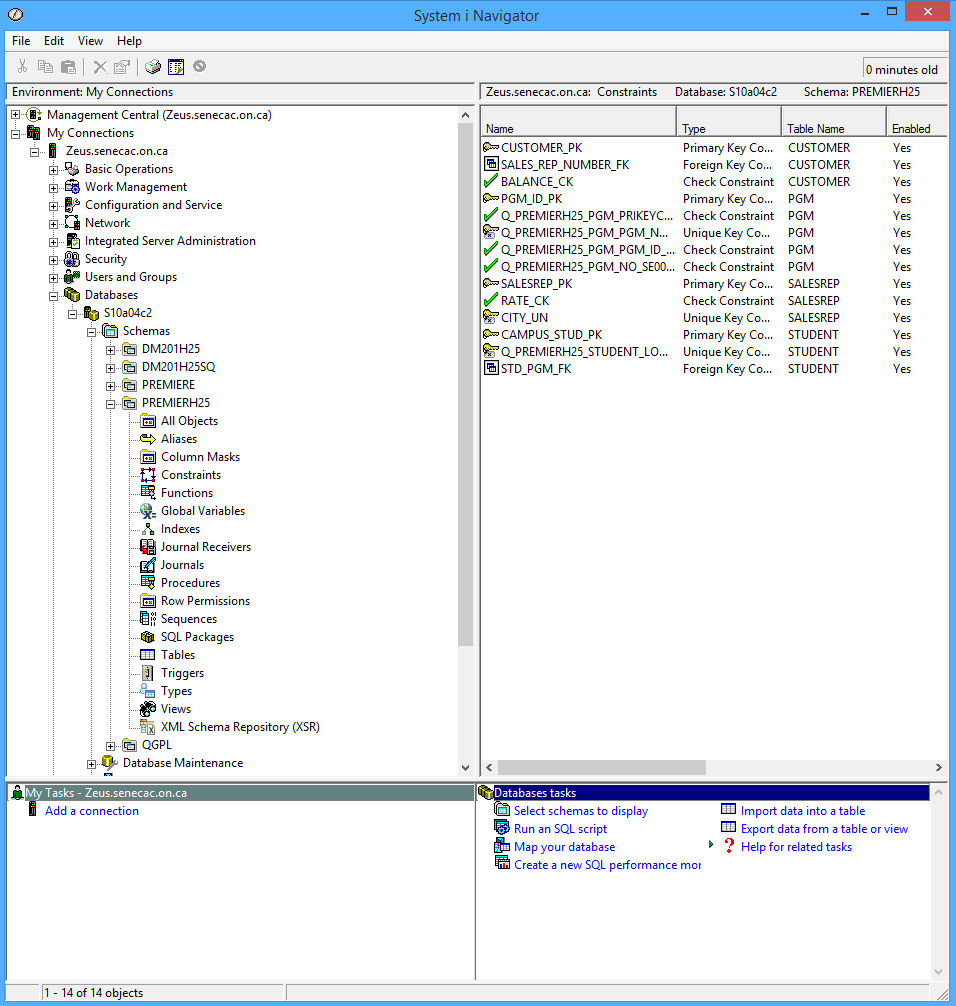 System i Navigator
File Edit View Help
0 minutes old
Environment: My Connections
Zeus.senecac.on.ca: Constraints Database: S10a04c2 Schema: PREMIERH25
Management Central (Zeus.senecac.on.ca)
My Connections
Zeus.senecac.on.ca
Basic Operations
Work Management
Configuration and Service
Network
Integrated Server Administration
Security
Users and Groups
Databases
S10a04c2
Schemas
DM201H25
DM201H25SQ
PREMIERE
PREMIERH25
All Objects
Aliases
Column Masks
Constraints
Functions
Global Variables
Indexes
Journal Receivers
Journals
Procedures
Row Permissions
Sequences
SQL Packages
Tables
Triggers
Types
Views
XML Schema Repository (XSR)
QGPL
Database Maintenance
Name Type Table Name Enabled
CUSTOMER_PK Primary Key Co... CUSTOMER Yes
SALES_REP_NUMBER_FK Foreign Key Co... CUSTOMER Yes
BALANCE_CK Check Constraint CUSTOMER Yes
PGM_ID_PK Primary Key Co... PGM Yes
Q_PREMIERH25_PGM_PRIKEYC... Check Constraint PGM Yes
Q_PREMIERH25_PGM_PGM_N... Unique Key Co... PGM Yes
Q_PREMIERH25_PGM_PGM_ID_... Check Constraint PGM Yes
Q_PREMIERH25_PGM_NO_SE00... Check Constraint PGM Yes
SALESREP_PK Primary Key Co... SALESREP Yes
RATE_CK Check Constraint SALESREP Yes
CITY_UN Unique Key Co... SALESREP Yes
CAMPUS_STUD_PK Primary Key Co... STUDENT Yes
Q_PREMIERH25_STUDENT_LO... Unique Key Co... STUDENT Yes
STD_PGM_FK Foreign Key Co... STUDENT Yes
My Tasks - Zeus.senecac.on.ca
Add a connection
Databases tasks
Select schemas to display
Run an SQL script
Map your database
Create a new SQL performance mor
Import data into a table
Export data from a table or view
Help for related tasks
1 - 14 of 14 objects